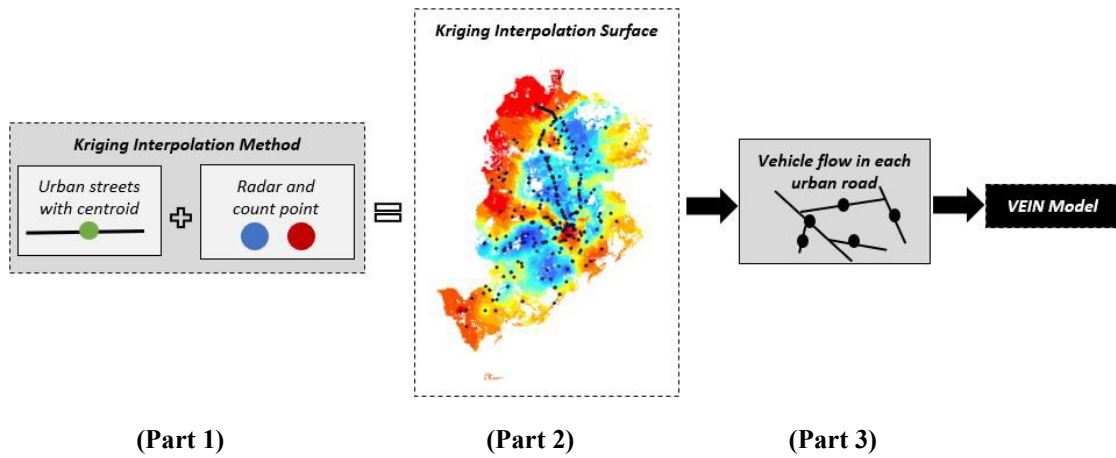 Kriging Interpolation Surface
Kriging Interpolation Method
Urban streets
with centroid
Radar and
count point
Vehicle flow in each
urban road
VEIN Model
(Part 1)
(Part 2)
(Part 3)